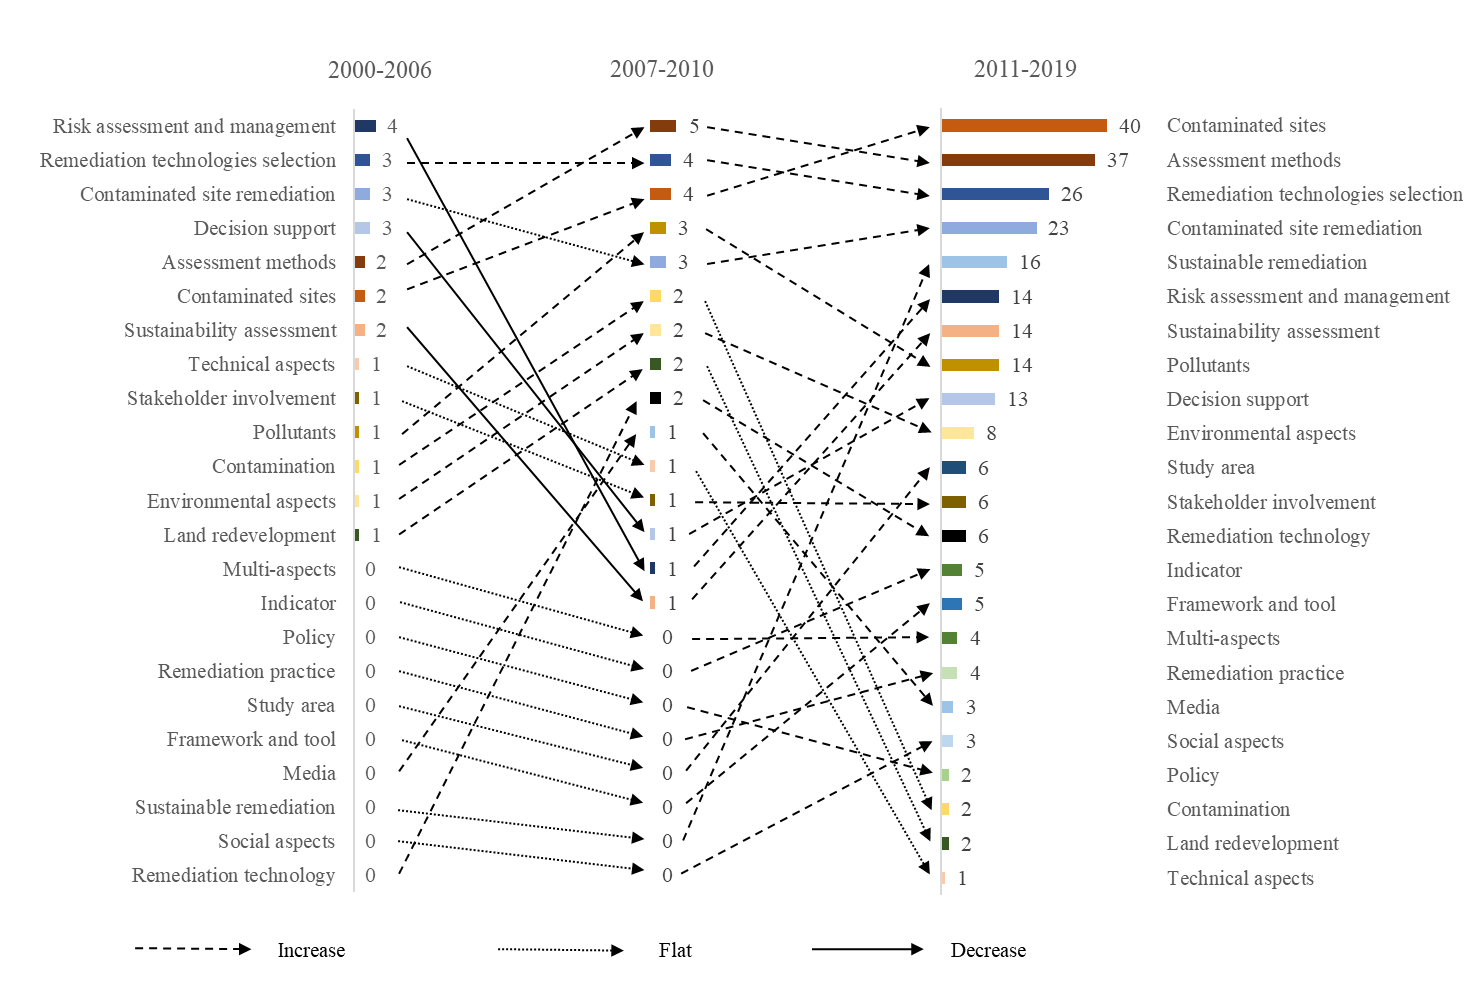 2000-2006 2007-2010 2011-2019
Risk assessment and management 4 5 40 Contaminated sites
Remediation technologies selection 3 4 37 Assessment methods
Contaminated site remediation 3 4 26 Remediation technologies selection
Decision support 3 3 23 Contaminated site remediation
Assessment methods 2 3 16 Sustainable remediation
Contaminated sites 2 2 14 Risk assessment and management
Sustainability assessment 2 2 14 Sustainability assessment
Technical aspects 1 2 14 Pollutants
Stakeholder involvement 1 2 13 Decision support
Pollutants 1 1 8 Environmental aspects
Contamination 1 1 6 Study area
Environmental aspects 1 1 6 Stakeholder involvement
Land redevelopment 1 1 6 Remediation technology
Multi-aspects 0 1 5 Indicator
Indicator 0 1 5 Framework and tool
Policy 0 0 4 Multi-aspects
Remediation practice 0 0 4 Remediation practice
Study area 0 0 3 Media
Framework and tool 0 0 3 Social aspects
Media 0 0 2 Policy
Sustainable remediation 0 0 2 Contamination
Social aspects 0 0 2 Land redevelopment
Remediation technology 0 0 1 Technical aspects
Increase Flat Decrease